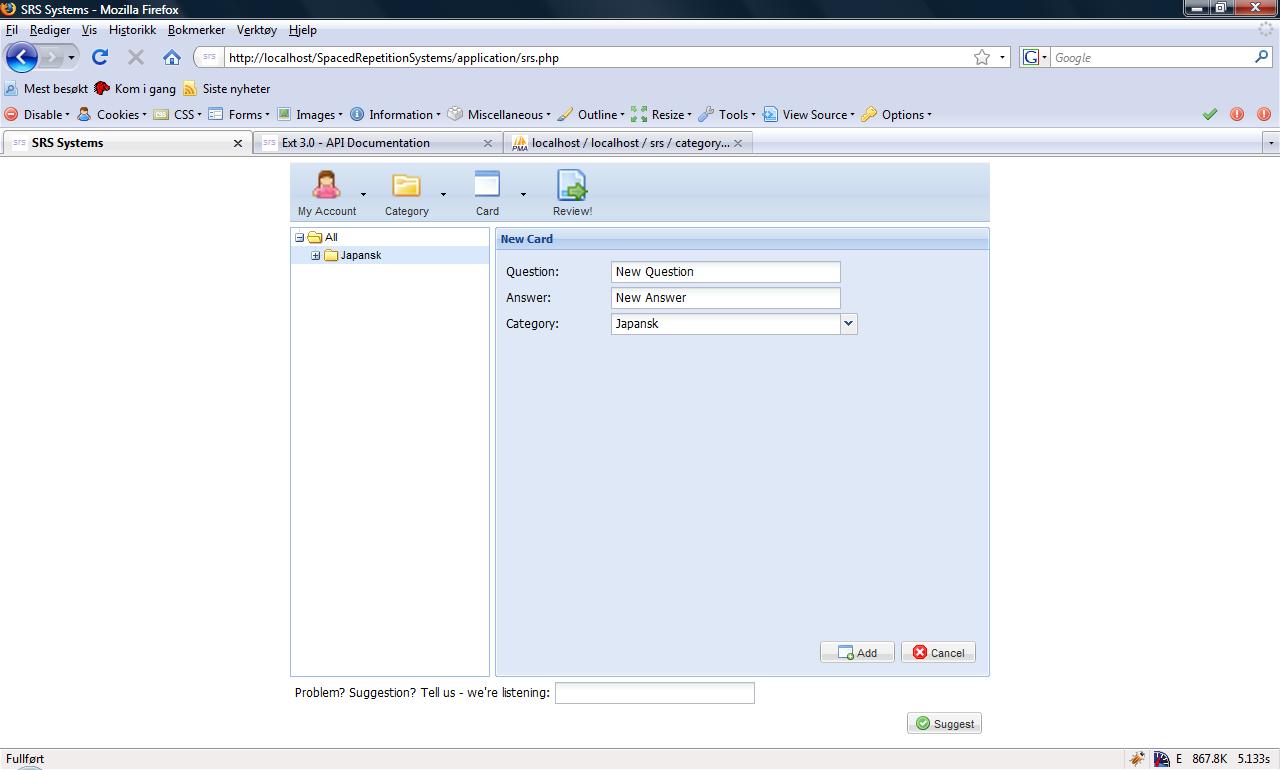 SRS Systems - Mozilla Firefox
Fil Rediger Vis Historikk Bokmerker Verktøy Hjelp
srs http://localhost/SpacedRepetitionSystems/application/srs.php G Google
Mest besøkt Kom i gang Siste nyheter
Disable Cookies CSS Forms Images Information Miscellaneous Outline Resize Tools View Source Options
srs SRS Systems srs Ext 3.0 - API Documentation PMA localhost / localhost / srs / category...
My Account Category Card Review!
All
Japansk
New Card
Question: New Question
Answer: New Answer
Category: Japansk
Add Cancel
Problem? Suggestion? Tell us - we're listening:
Suggest
Fullført E 867.8K 5.133s